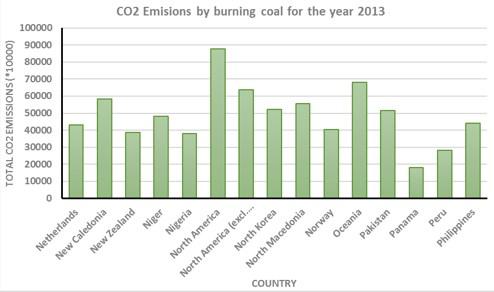 CO2 Emisions by burning coal for the year 2013
TOTAL CO2 EMISSIONS (*10000)
100000
90000
80000
70000
60000
50000
40000
30000
20000
10000
0
Netherlands
New Caledonia
New Zealand
Niger
Nigeria
North America
North America (excl....
North Korea
North Macedonia
Norway
Oceania
Pakistan
Panama
Peru
Philippines
COUNTRY